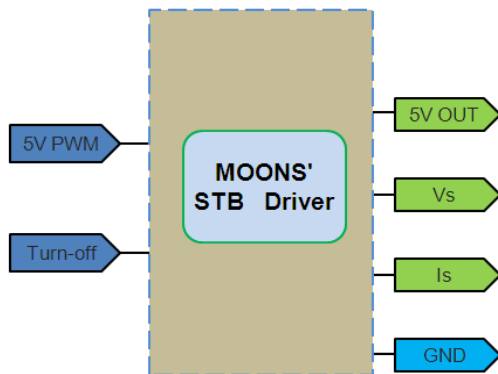 5V PWM
Turn-off
MOONS'
STB Driver
5V OUT
Vs
Is
GND